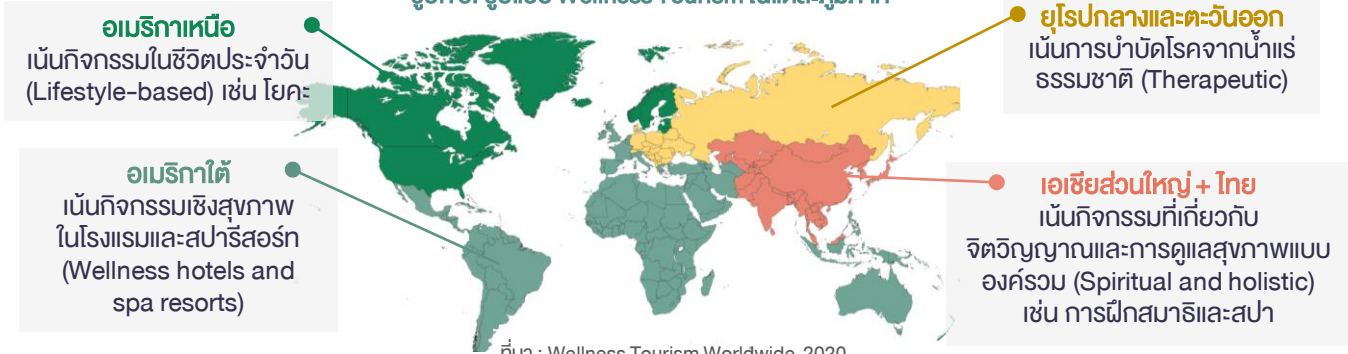 อเมริกาเหนือ
เน้นกิจกรรมในชีวิตประจำวัน
(Lifestyle-based) เช่น โยคะ
อเมริกาใต้
เน้นกิจกรรมเชิงสุขภาพ
ในโรงแรมและสปารีสอร์ท
(Wellness hotels and
spa resorts)
ยุโรปกลางและตะวันออก
เน้นการบำบัดโรคจากน้ำแร่
ธรรมชาติ (Therapeutic)
เอเชียส่วนใหญ่ + ไทย
เน้นกิจกรรมที่เกี่ยวกับ
จิตวิญญาณและการดูแลสุขภาพแบบ
องค์รวม (Spiritual and holistic)
เช่น การฝึกสมาธิและสปา
ที่มา : Wellness Tourism Worldwide, 2020